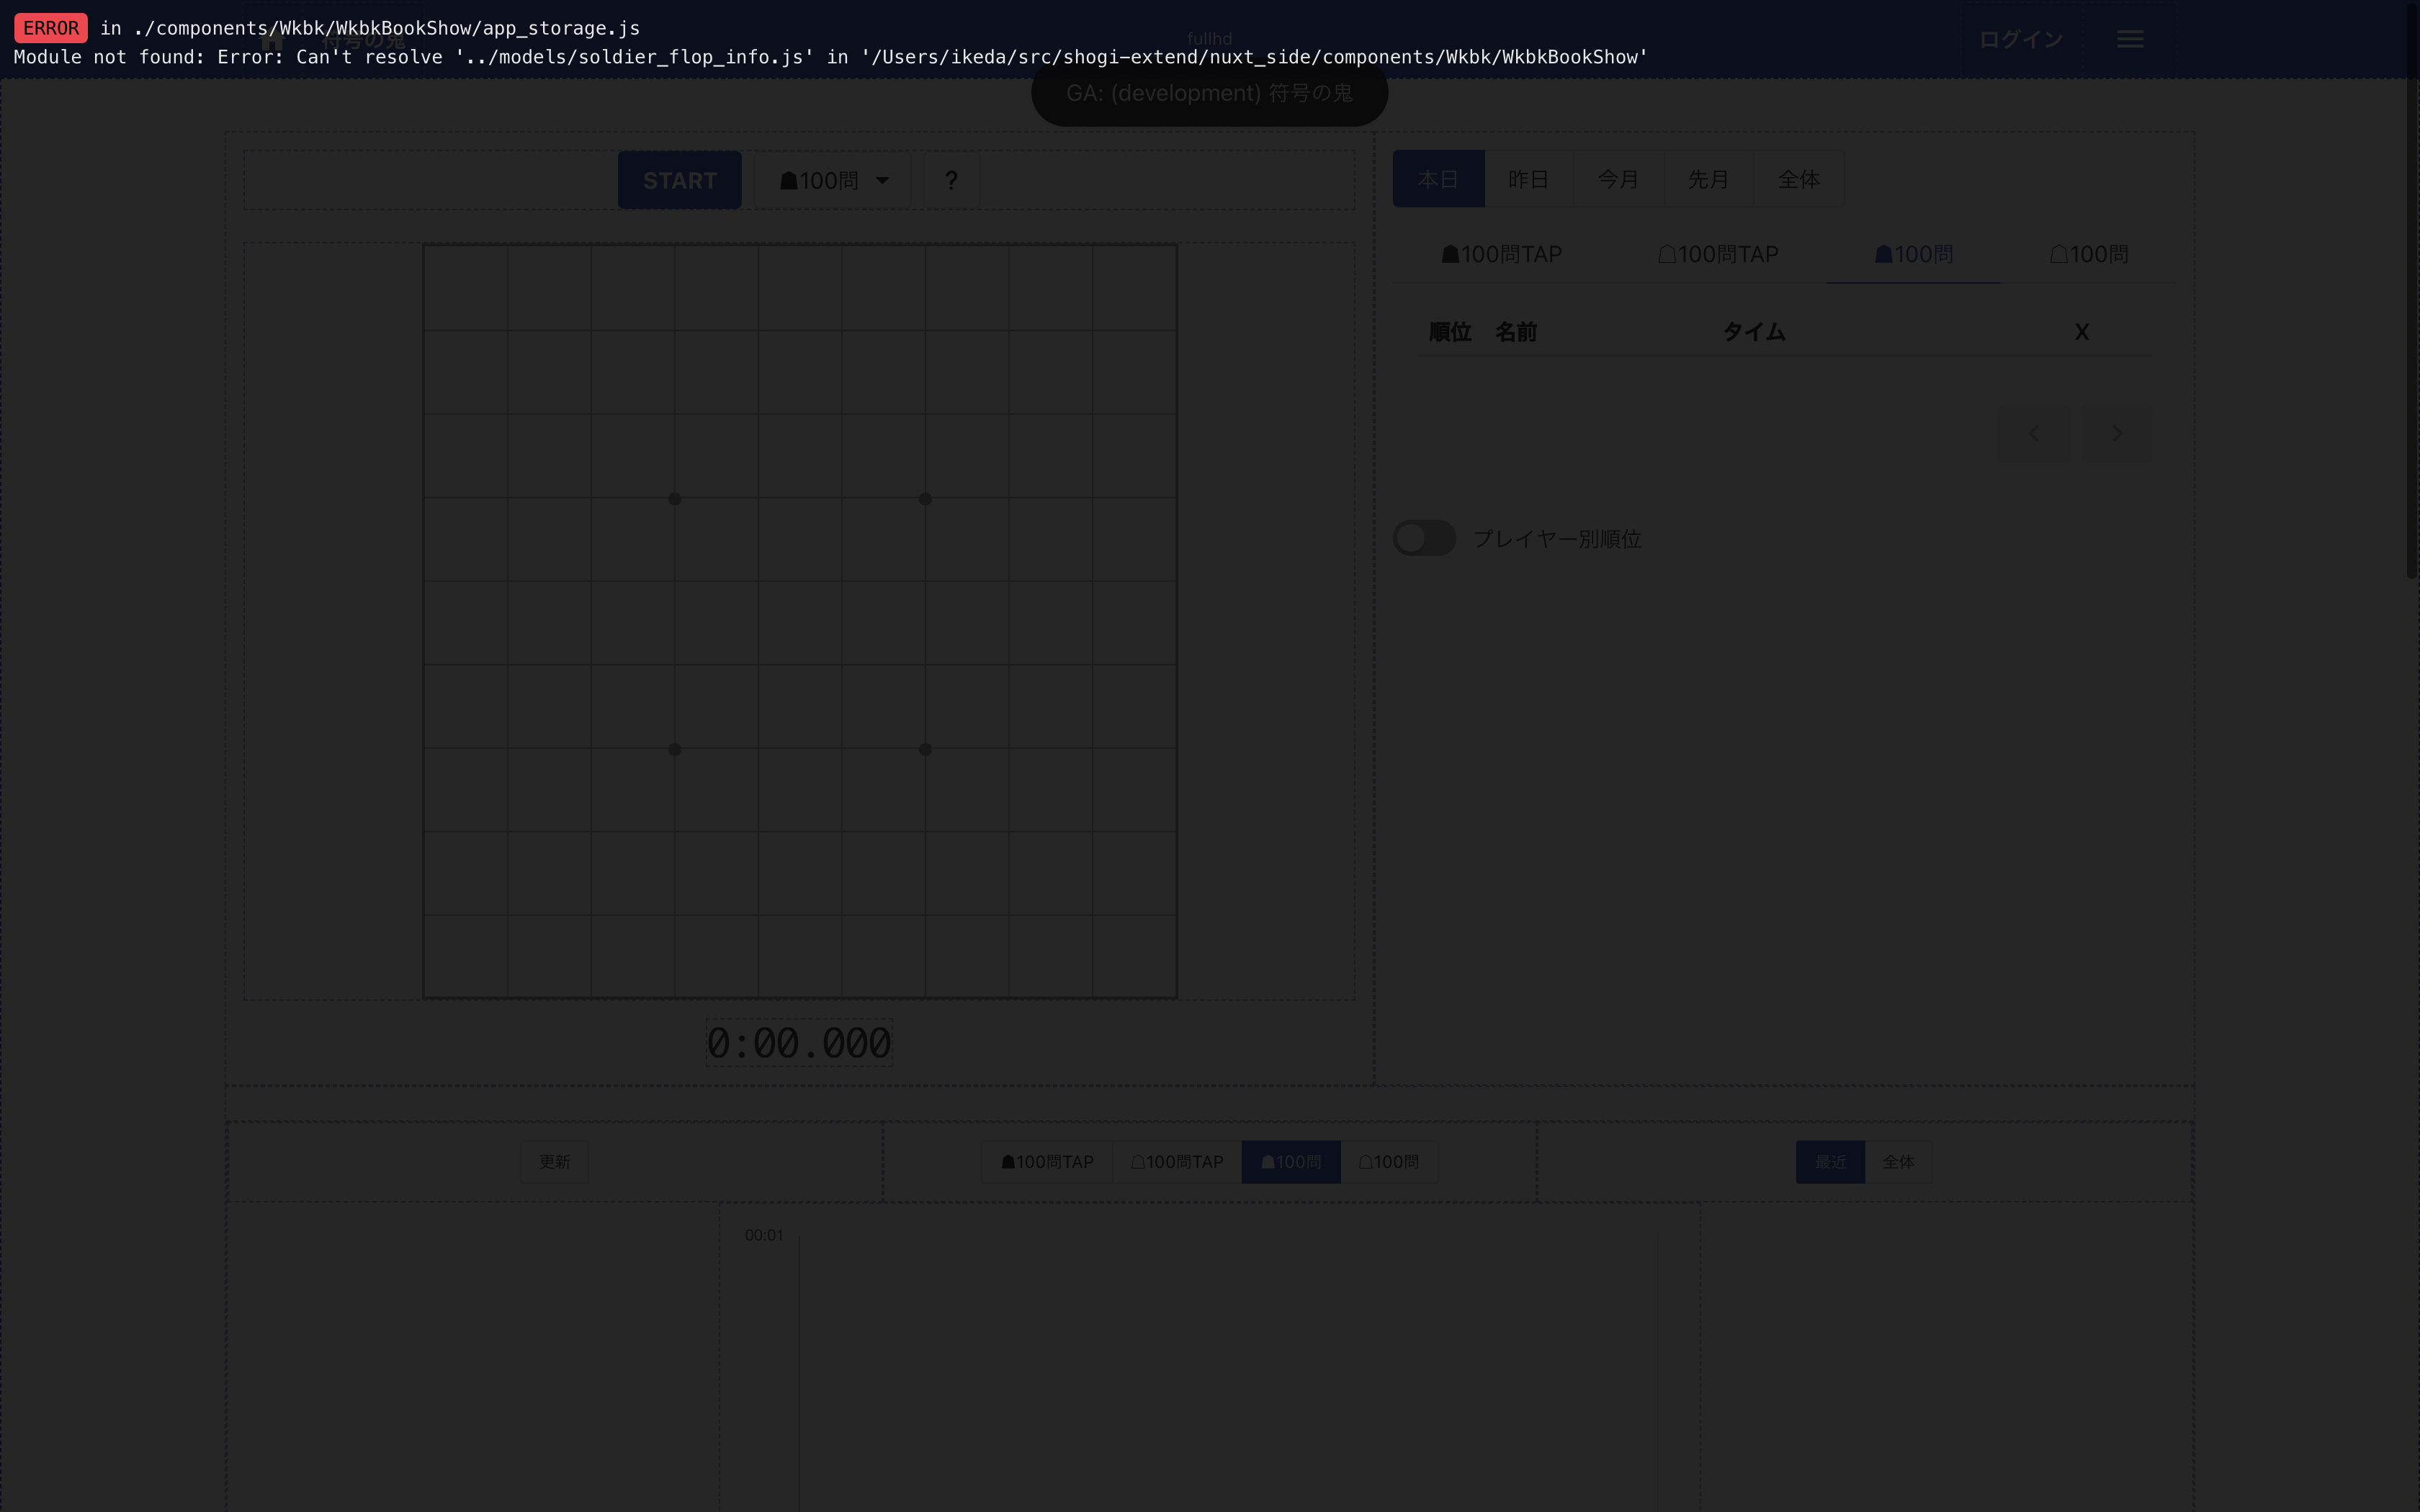 ERROR in ./components/Wkbk/WkbkBookShow/app_storage.js
符号の鬼
fullhd
ログイン
Module not found: Error: Can't resolve '../models/soldier_flop_info.js' in '/Users/ikeda/src/shogi-extend/nuxt_side/components/Wkbk/WkbkBookShow'
GA: (development) 符号の鬼
START
☗100問
?
本日
昨日
今月
先月
全体
☗100問TAP
☖100問TAP
☗100問
☖100問
順位
名前
タイム
X
プレイヤー別順位
0:00.000
更新
☗100問TAP
☖100問TAP
☗100問
☖100問
最近
全体
00:01